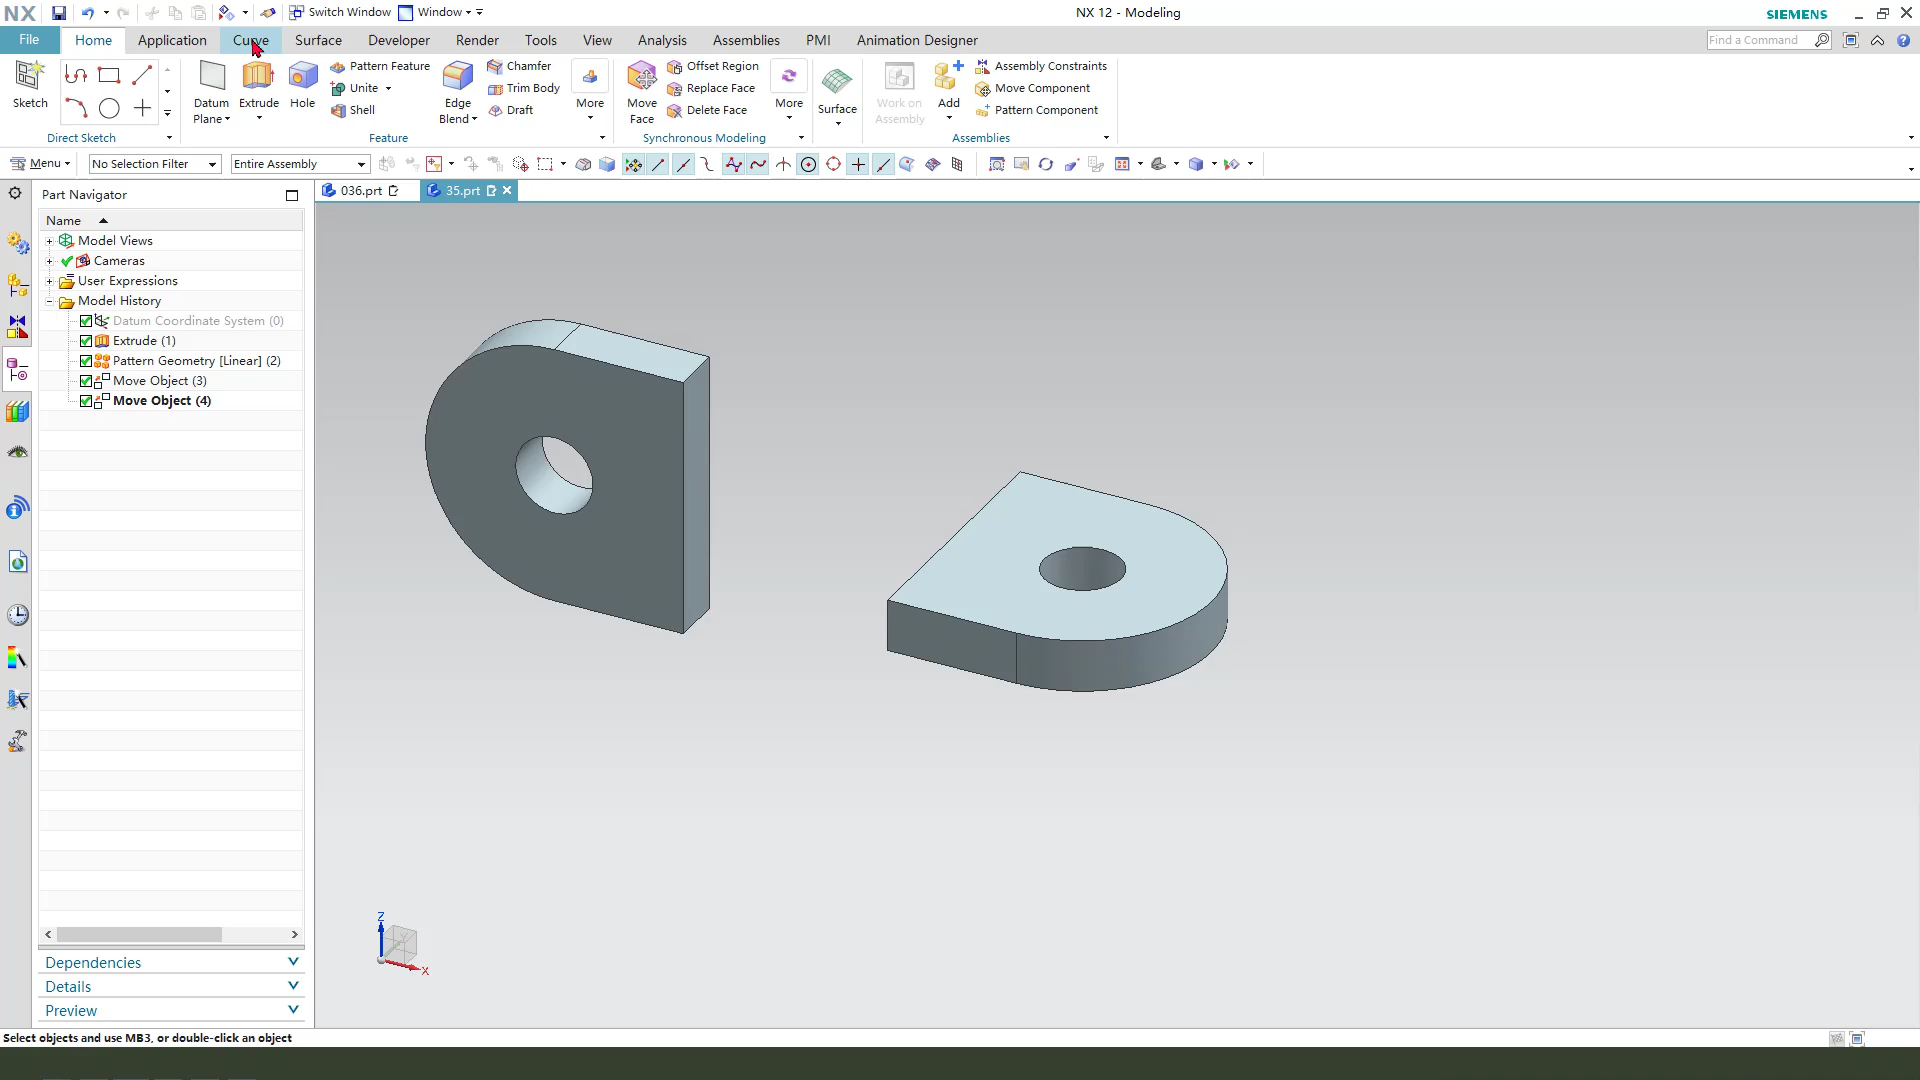 NX Switch Window Window NX 12 - Modeling SIEMENS
File Home Application Curve Surface Developer Render Tools View Analysis Assemblies PMI Animation Designer Find a Command
Sketch
Direct Sketch
Datum Plane
Extrude
Hole
Pattern Feature
Unite
Shell
Edge Blend
Chamfer
Trim Body
Draft
More
Feature
Move Face
Offset Region
Replace Face
Delete Face
More
Synchronous Modeling
Surface
Work on Assembly
Add
Assembly Constraints
Move Component
Pattern Component
Assemblies
Menu No Selection Filter Entire Assembly
Part Navigator
036.prt 35.prt
Name
Model Views
Cameras
User Expressions
Model History
Datum Coordinate System (0)
Extrude (1)
Pattern Geometry [Linear] (2)
Move Object (3)
Move Object (4)
Z
X
Dependencies
Details
Preview
Select objects and use MB3, or double-click an object